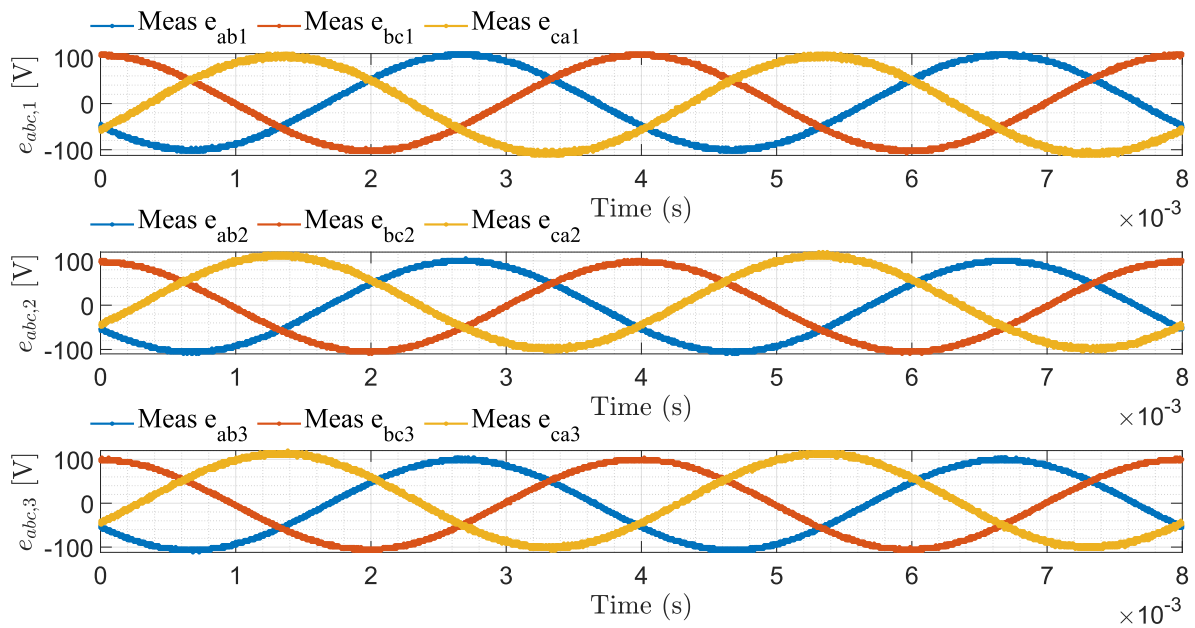 Meas e_ab1 Meas e_bc1 Meas e_ca1
e_abc,1 [V]
100
0
-100
0 1 2 3 4 5 6 7 8
Time (s)
×10^-3
Meas e_ab2 Meas e_bc2 Meas e_ca2
e_abc,2 [V]
100
0
-100
0 1 2 3 4 5 6 7 8
Time (s)
×10^-3
Meas e_ab3 Meas e_bc3 Meas e_ca3
e_abc,3 [V]
100
0
-100
0 1 2 3 4 5 6 7 8
Time (s)
×10^-3